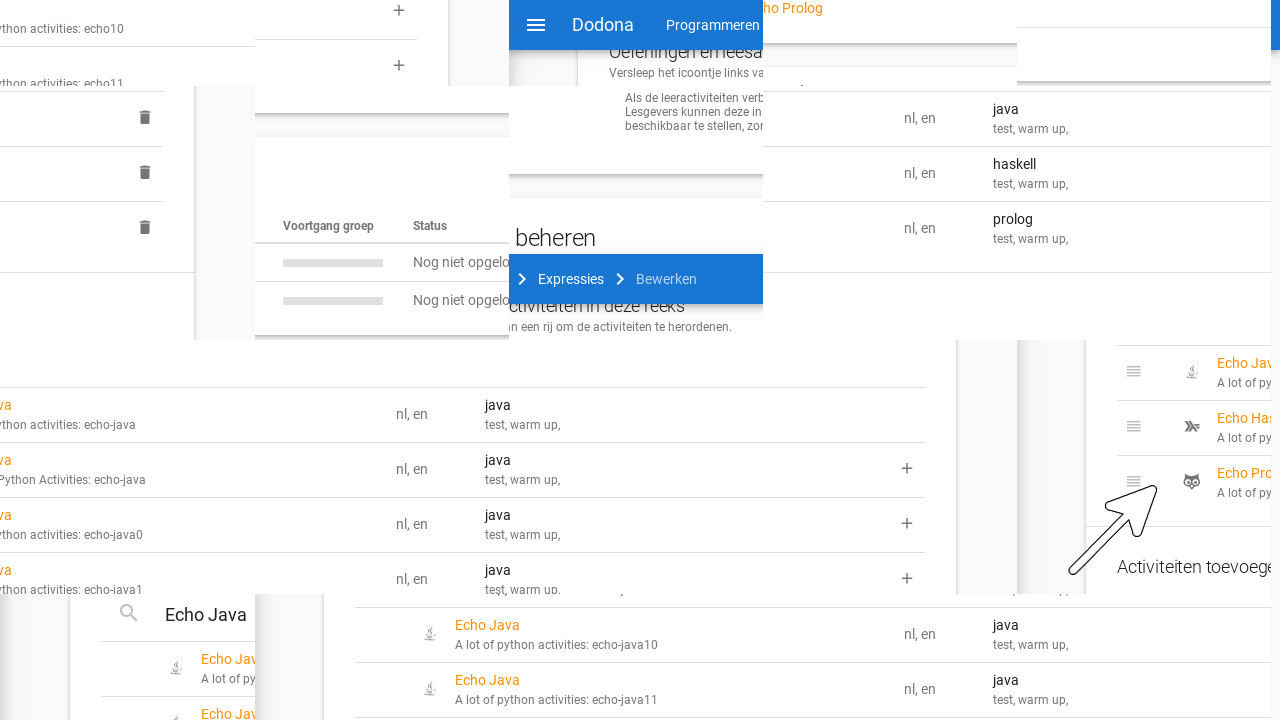 ython activities: echo10
ython activities: echo11
Dodona
Programmeren
ho Prolog
Oefeningen en leesa
Versleep het icoontje links va
Als de leeractiviteiten verb
Lesgevers kunnen deze in
beschikbaar te stellen, zor
nl, en
java
test, warm up,
nl, en
haskell
test, warm up,
nl, en
prolog
test, warm up,
Voortgang groep
Status
Nog niet opgelo
Nog niet opgelo
beheren
Expressies
Bewerken
ctiviteiten in deze reeks
an een rij om de activiteiten te herordenen.
va
ython activities: echo-java
nl, en
java
test, warm up,
va
Python Activities: echo-java
nl, en
java
test, warm up,
va
ython activities: echo-java0
nl, en
java
test, warm up,
va
ython activities: echo-java1
nl, en
java
test, warm up,
Echo Jav
A lot of py
Echo Has
A lot of py
Echo Pro
A lot of py
Activiteiten toevoege
Echo Java
Echo Jav
A lot of py
Echo Jav
Echo Java
A lot of python activities: echo-java10
nl, en
java
test, warm up,
Echo Java
A lot of python activities: echo-java11
nl, en
java
test, warm up,